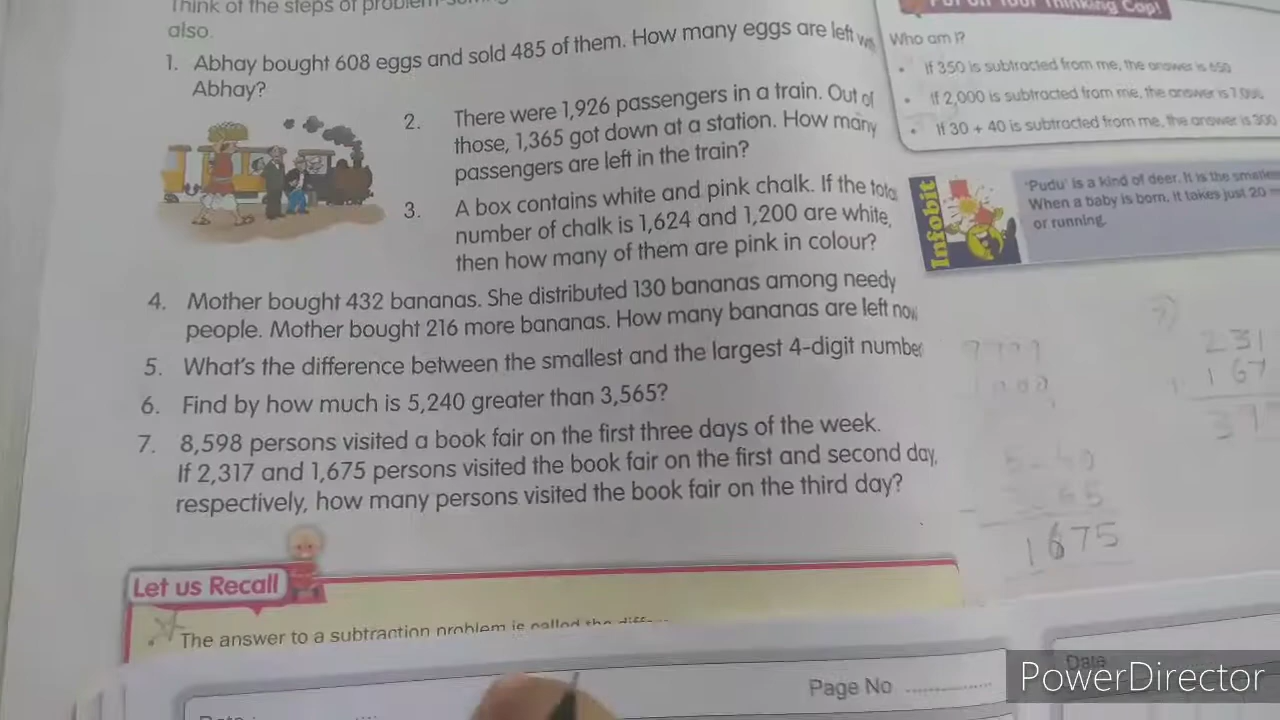 Think of the steps of problem
also.
1. Abhay bought 608 eggs and sold 485 of them. How many eggs are left
Abhay?
2. There were 1,926 passengers in a train. Out of
those, 1,365 got down at a station. How many
passengers are left in the train?
3. A box contains white and pink chalk. If the total
number of chalk is 1,624 and 1,200 are white,
then how many of them are pink in colour?
4. Mother bought 432 bananas. She distributed 130 bananas among needy
people. Mother bought 216 more bananas. How many bananas are left now
5. What's the difference between the smallest and the largest 4-digit number
6. Find by how much is 5,240 greater than 3,565?
7. 8,598 persons visited a book fair on the first three days of the week.
If 2,317 and 1,675 persons visited the book fair on the first and second day,
respectively, how many persons visited the book fair on the third day?
Let us Recall
The answer to a subtraction problem is called the
Thinking Cap!
Who am I?
• If 350 is subtracted from me, the answer is 650
• If 2,000 is subtracted from me, the answer is
• If 30 + 40 is subtracted from me, the answer is 300
Infobit
'Pudu' is a kind of deer. It is the
When a baby is born, it takes just 20
or running.
231
167
1675
Page No
Date
PowerDirector